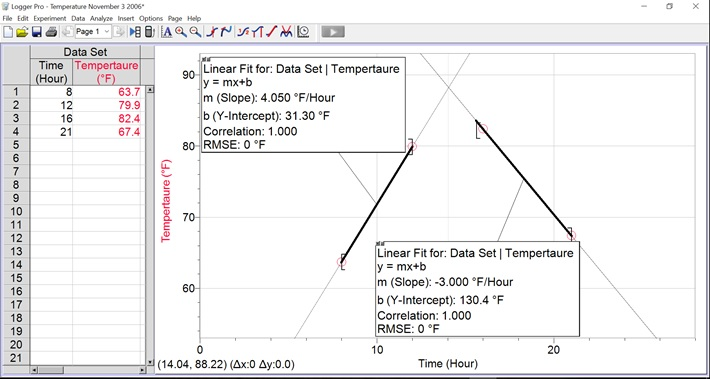 Logger Pro - Temperature November 3 2006*
File Edit Experiment Data Analyze Insert Options Page Help
Page 1
Data Set
Time (Hour) Tempertaure (°F)
1 8 63.7
2 12 79.9
3 16 82.4
4 21 67.4
5
6
7
8
9
10
11
12
13
14
15
16
17
18
19
20
21
Linear Fit for: Data Set | Tempertaure
y = mx+b
m (Slope): 4.050 °F/Hour
b (Y-Intercept): 31.30 °F
Correlation: 1.000
RMSE: 0 °F
Linear Fit for: Data Set | Tempertaure
y = mx+b
m (Slope): -3.000 °F/Hour
b (Y-Intercept): 130.4 °F
Correlation: 1.000
RMSE: 0 °F
Tempertaure (°F)
90
80
70
60
0 10 20
(14.04, 88.22) (Δx:0 Δy:0.0) Time (Hour)